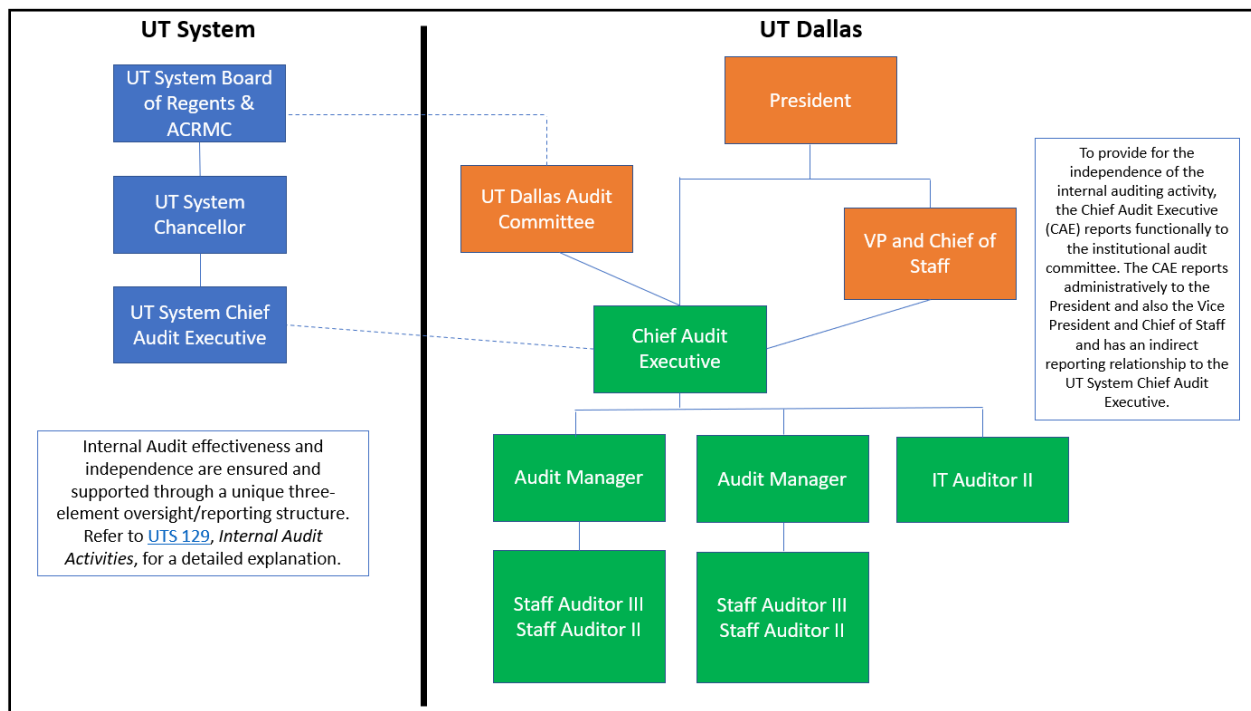 UT System
UT System Board
of Regents &
ACRMC
UT System
Chancellor
UT System Chief
Audit Executive
Internal Audit effectiveness and
independence are ensured and
supported through a unique three-
element oversight/reporting structure.
Refer to UTS 129, Internal Audit
Activities, for a detailed explanation.
UT Dallas
President
UT Dallas Audit
Committee
VP and Chief of
Staff
Chief Audit
Executive
Audit Manager
Audit Manager
IT Auditor II
Staff Auditor III
Staff Auditor II
Staff Auditor III
Staff Auditor II
To provide for the
independence of the
internal auditing activity,
the Chief Audit Executive
(CAE) reports functionally to
the institutional audit
committee. The CAE reports
administratively to the
President and also the Vice
President and Chief of Staff
and has an indirect
reporting relationship to the
UT System Chief Audit
Executive.